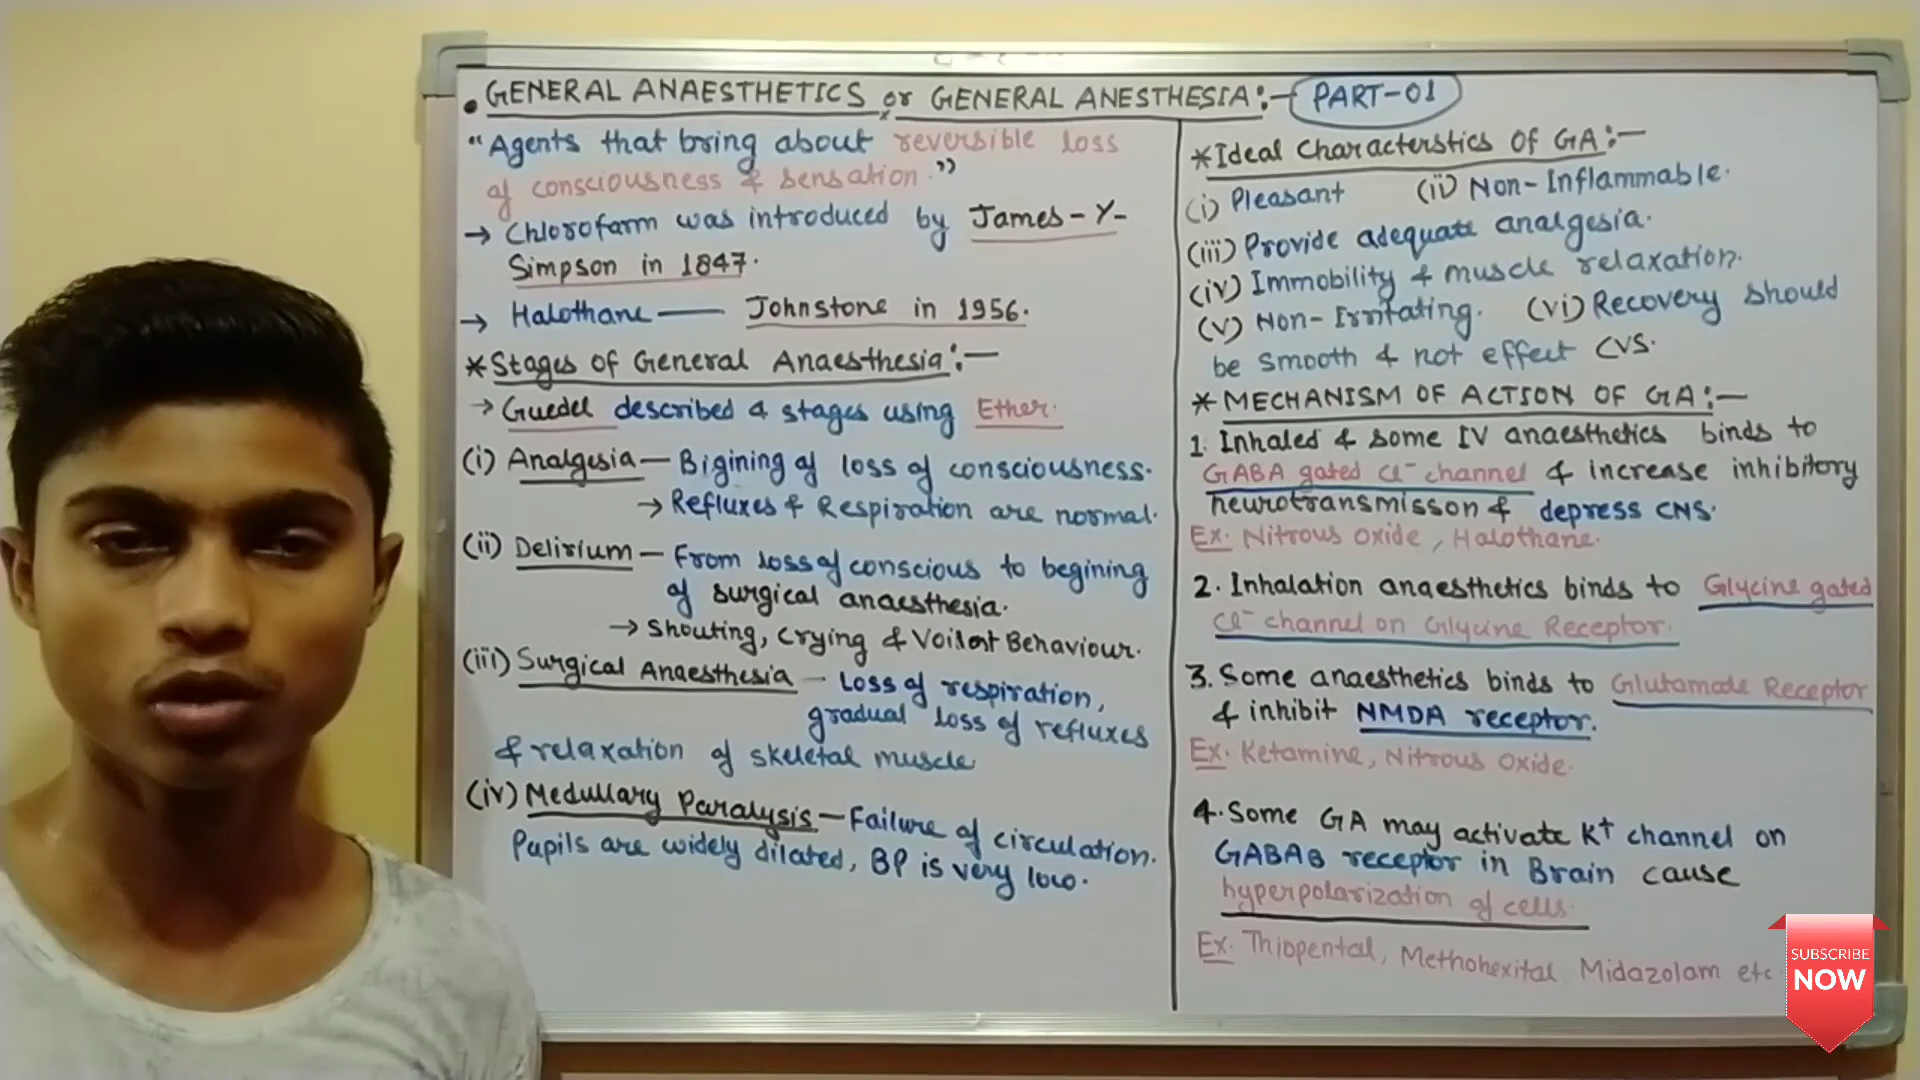 • GENERAL ANAESTHETICS or GENERAL ANESTHESIA:- PART-01
"Agents that bring about reversible loss
of consciousness & sensation."
→ Chlorofarm was introduced by James-Y-
Simpson in 1847.
→ Halothane — Johnstone in 1956.
*Stages of General Anaesthesia:-
→ Guedel described 4 stages using Ether.
(i) Analgesia — Bigining of loss of consciousness.
→ Refluxes & Respiration are normal.
(ii) Delirium — From loss of conscious to begining
of surgical anaesthesia.
→ Shouting, Crying & Voilent Behaviour.
(iii) Surgical Anaesthesia — Loss of respiration,
gradual loss of refluxes
& relaxation of skeletal muscle
(iv) Medullary Paralysis — Failure of circulation.
Pupils are widely dilated, BP is very low.
*Ideal Characterstics of GA:-
(i) Pleasant (ii) Non-Inflammable.
(iii) Provide adequate analgesia.
(iv) Immobility & muscle relaxation.
(v) Non-Irritating. (vi) Recovery should
be smooth & not effect CVS.
* MECHANISM OF ACTION OF GA:-
1. Inhaled & some IV anaesthetics binds to
GABA gated Cl⁻ channel & increase inhibitory
neurotransmisson & depress CNS.
Ex. Nitrous oxide, Halothane.
2. Inhalation anaesthetics binds to Glycine gated
Cl⁻ channel on Glycine Receptor.
3. Some anaesthetics binds to Glutamate Receptor
& inhibit NMDA receptor.
Ex. Ketamine, Nitrous oxide.
4. Some GA may activate K⁺ channel on
GABAB receptor in Brain cause
hyperpolarization of cells.
Ex. Thiopental, Methohexital, Midazolam etc.
SUBSCRIBE
NOW